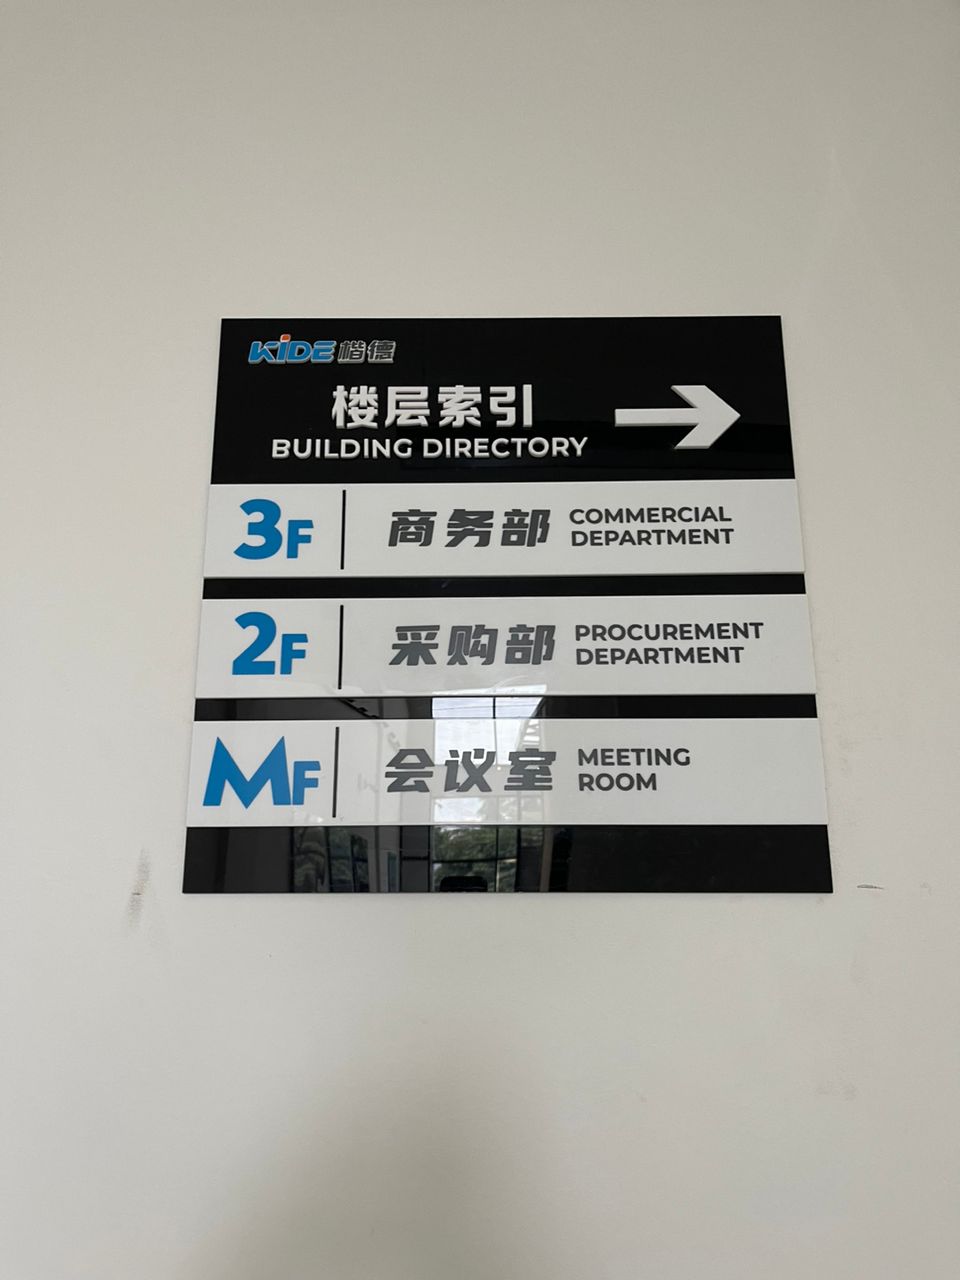 KIDE 楷德
楼层索引
BUILDING DIRECTORY
3F 商务部 COMMERCIAL
DEPARTMENT
2F 采购部 PROCUREMENT
DEPARTMENT
MF 会议室 MEETING
ROOM